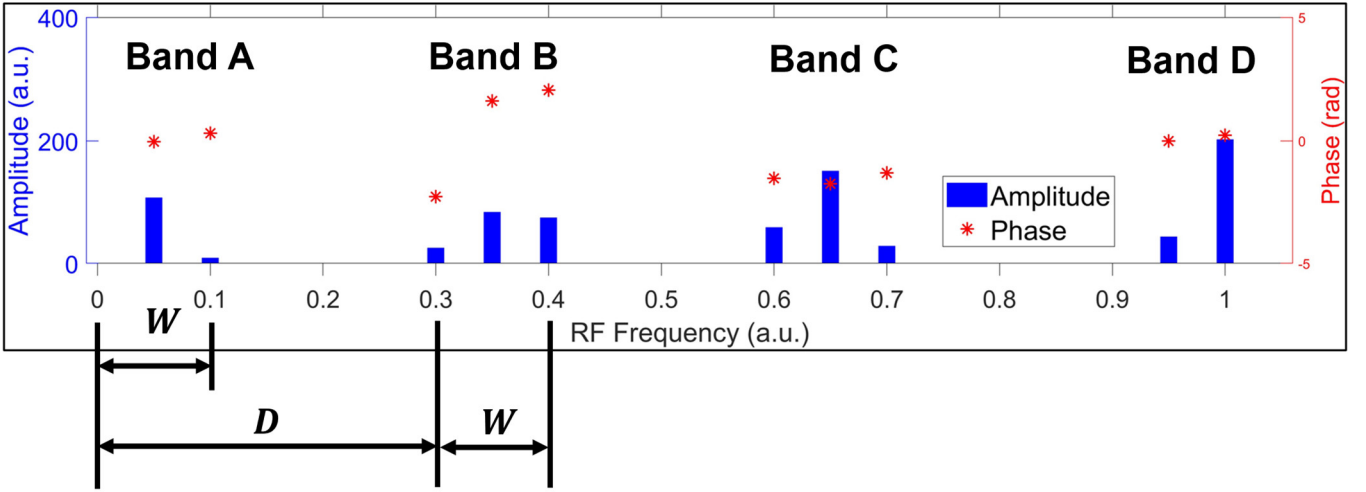 Band A
Band B
Band C
Band D
Amplitude (a.u.)
400
200
0
Phase (rad)
5
0
-5
Amplitude
Phase
0 0.1 0.2 0.3 0.4 0.5 0.6 0.7 0.8 0.9 1
RF Frequency (a.u.)
W
D
W